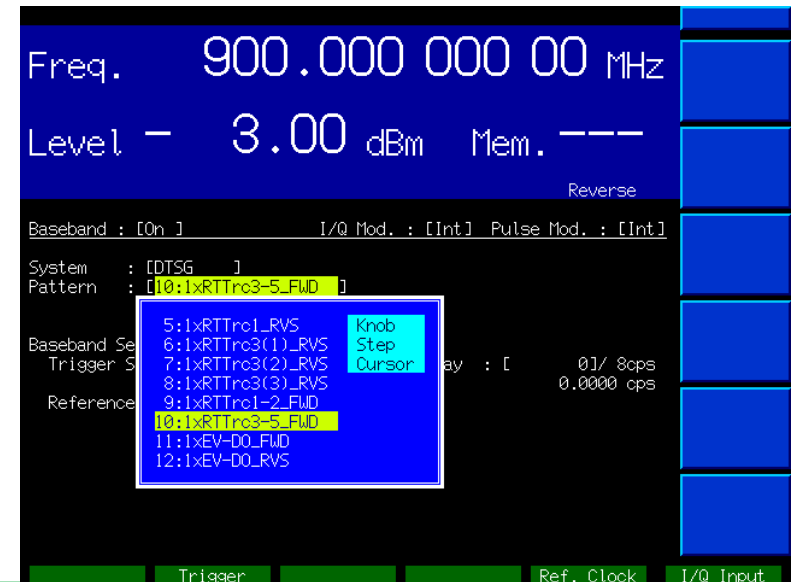 Freq. 900.000 000 00 MHz
Level - 3.00 dBm Mem. ---
Reverse
Baseband : [On ] I/Q Mod. : [Int] Pulse Mod. : [Int]
System : [DTSG ]
Pattern : [10:1xRTTrc3-5_FWD ]
5:1xRTTrc1_RVS Knob
Baseband Se 6:1xRTTrc3(1)_RVS Step
Trigger S 7:1xRTTrc3(2)_RVS Cursor ay : [ 0]/ 8cps
8:1xRTTrc3(3)_RVS 0.0000 cps
Reference 9:1xRTTrc1-2_FWD
10:1xRTTrc3-5_FWD
11:1xEV-DO_FWD
12:1xEV-DO_RVS
Trigger Ref. Clock I/Q Input